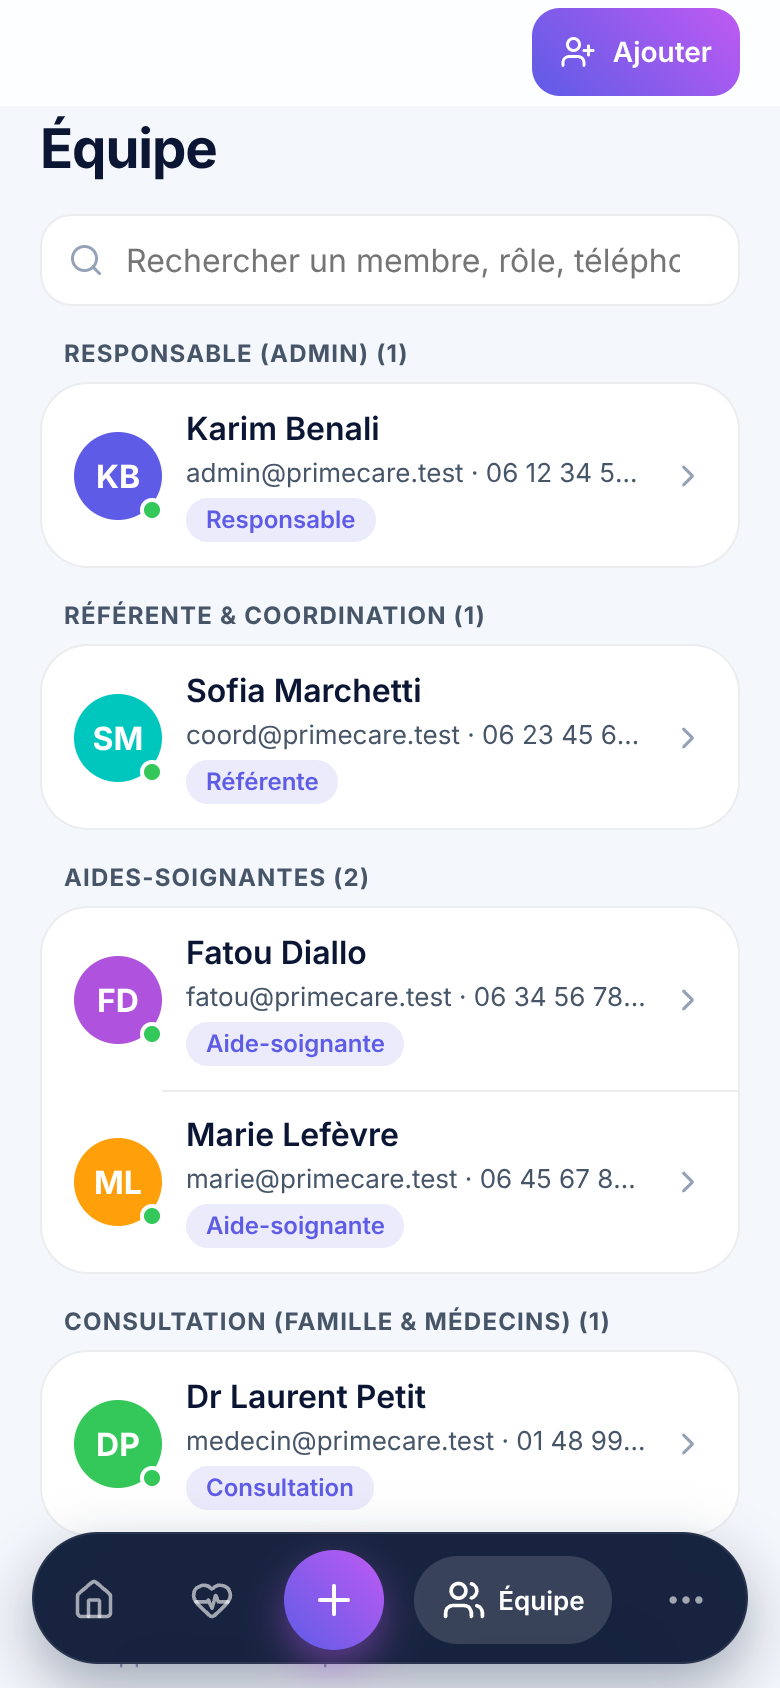 Ajouter
Équipe
Rechercher un membre, rôle, télépho
RESPONSABLE (ADMIN) (1)
KB
Karim Benali
admin@primecare.test · 06 12 34 5...
Responsable
RÉFÉRENTE & COORDINATION (1)
SM
Sofia Marchetti
coord@primecare.test · 06 23 45 6...
Référente
AIDES-SOIGNANTES (2)
FD
Fatou Diallo
fatou@primecare.test · 06 34 56 78...
Aide-soignante
ML
Marie Lefèvre
marie@primecare.test · 06 45 67 8...
Aide-soignante
CONSULTATION (FAMILLE & MÉDECINS) (1)
DP
Dr Laurent Petit
medecin@primecare.test · 01 48 99...
Consultation
Équipe